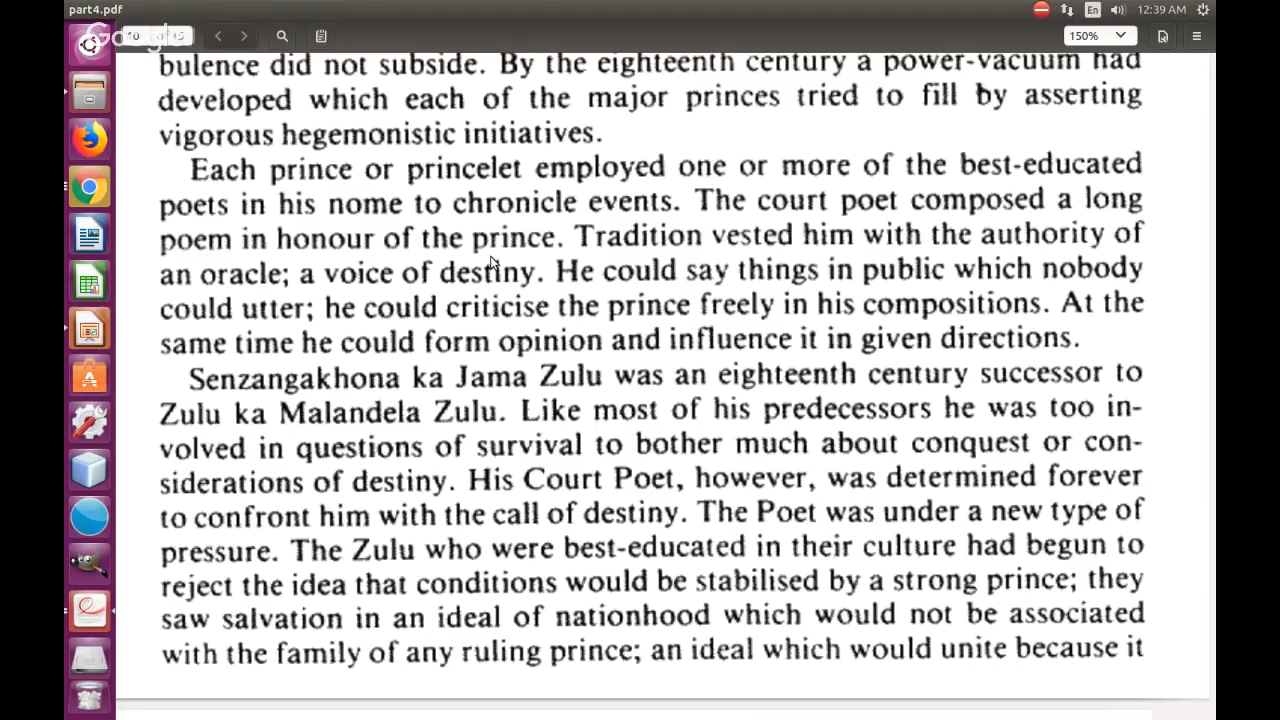 part4.pdf
En
12:39 AM
Google
150%
bulence did not subside. By the eighteenth century a power-vacuum had
developed which each of the major princes tried to fill by asserting
vigorous hegemonistic initiatives.
Each prince or princelet employed one or more of the best-educated
poets in his nome to chronicle events. The court poet composed a long
poem in honour of the prince. Tradition vested him with the authority of
an oracle; a voice of destiny. He could say things in public which nobody
could utter; he could criticise the prince freely in his compositions. At the
same time he could form opinion and influence it in given directions.
Senzangakhona ka Jama Zulu was an eighteenth century successor to
Zulu ka Malandela Zulu. Like most of his predecessors he was too in-
volved in questions of survival to bother much about conquest or con-
siderations of destiny. His Court Poet, however, was determined forever
to confront him with the call of destiny. The Poet was under a new type of
pressure. The Zulu who were best-educated in their culture had begun to
reject the idea that conditions would be stabilised by a strong prince; they
saw salvation in an ideal of nationhood which would not be associated
with the family of any ruling prince; an ideal which would unite because it